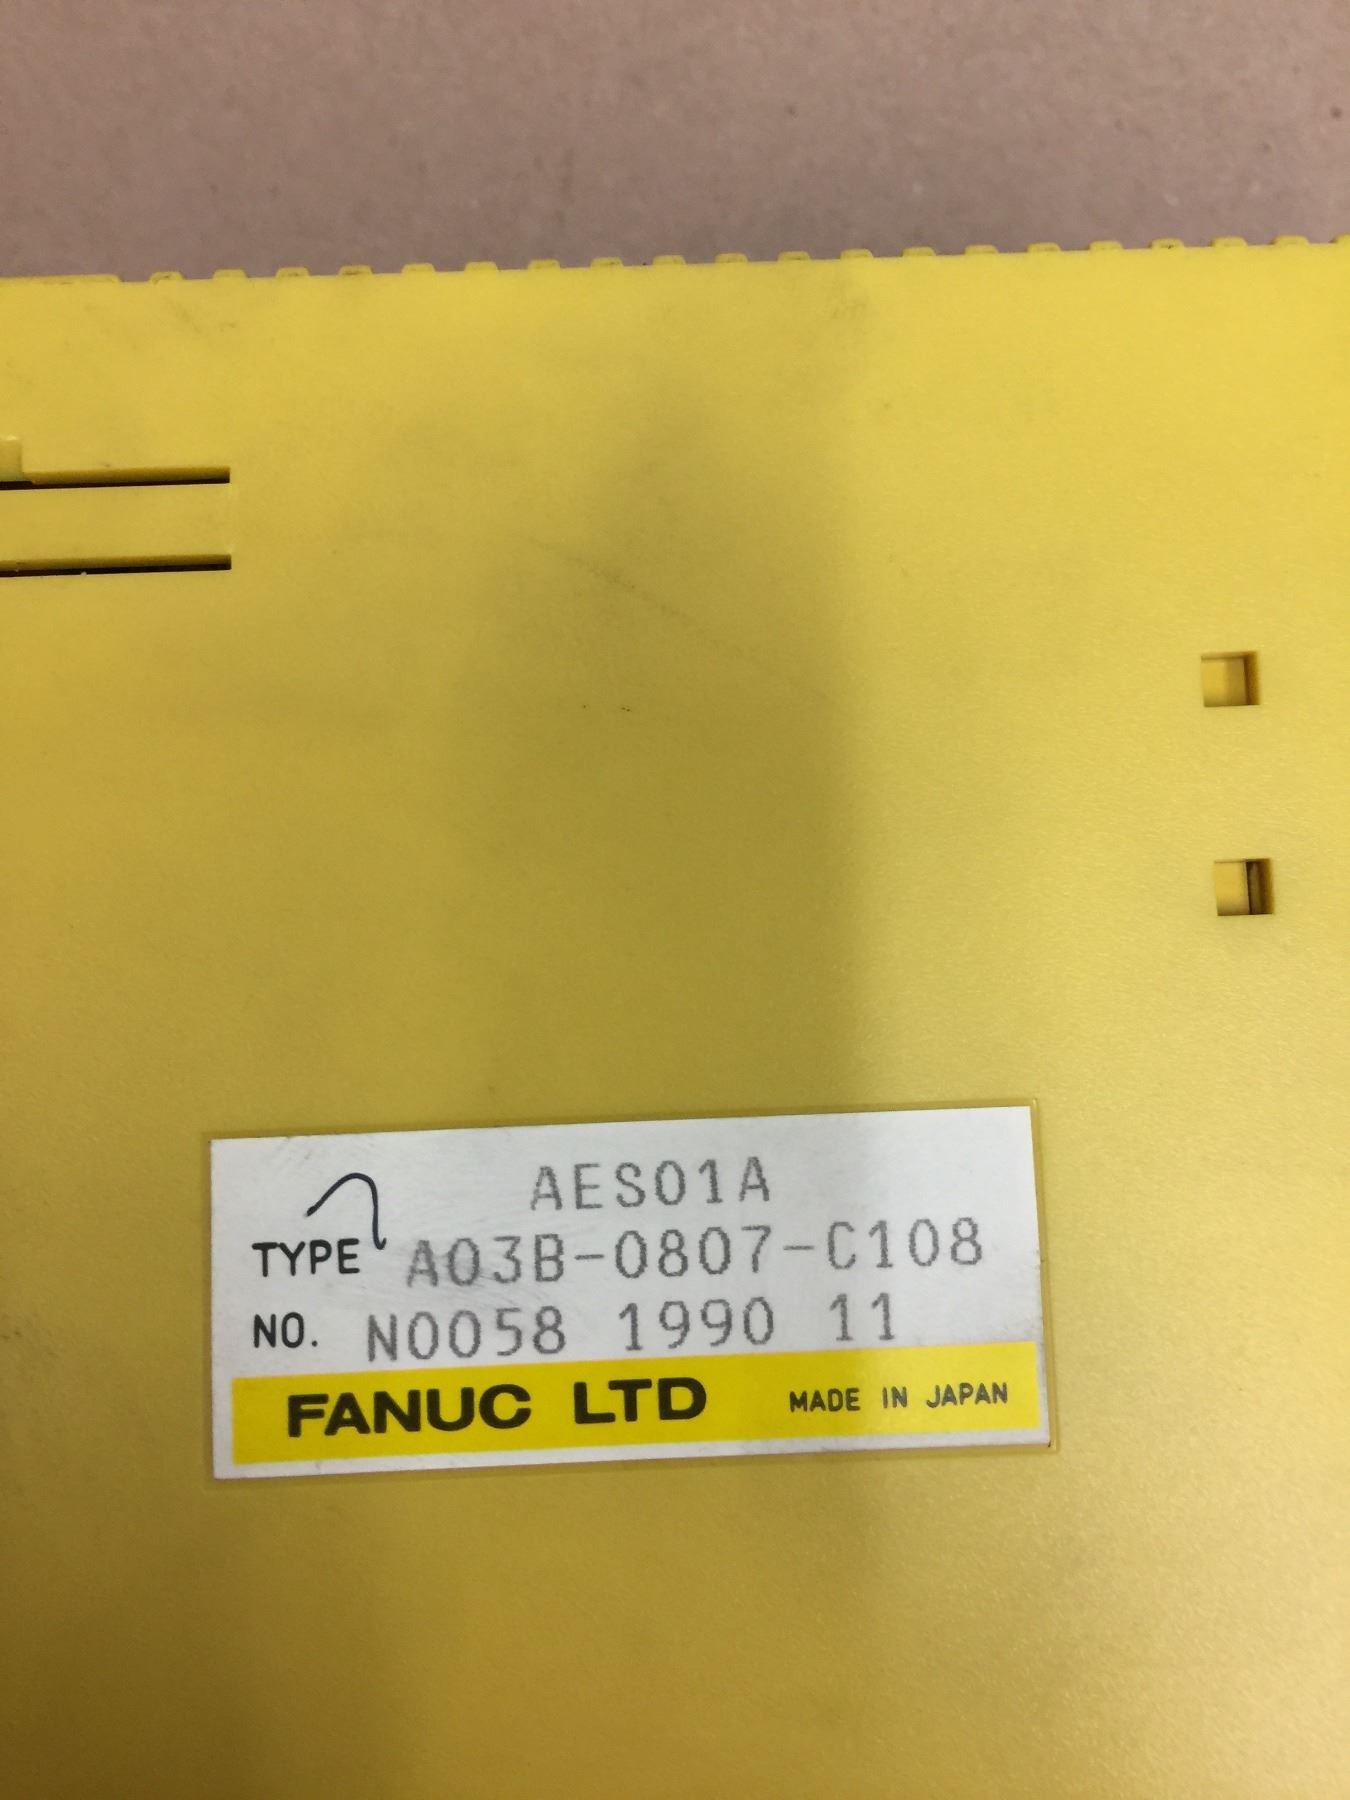 AES01A
TYPE A03B-0807-C108
NO. N0058 1990 11
FANUC LTD MADE IN JAPAN